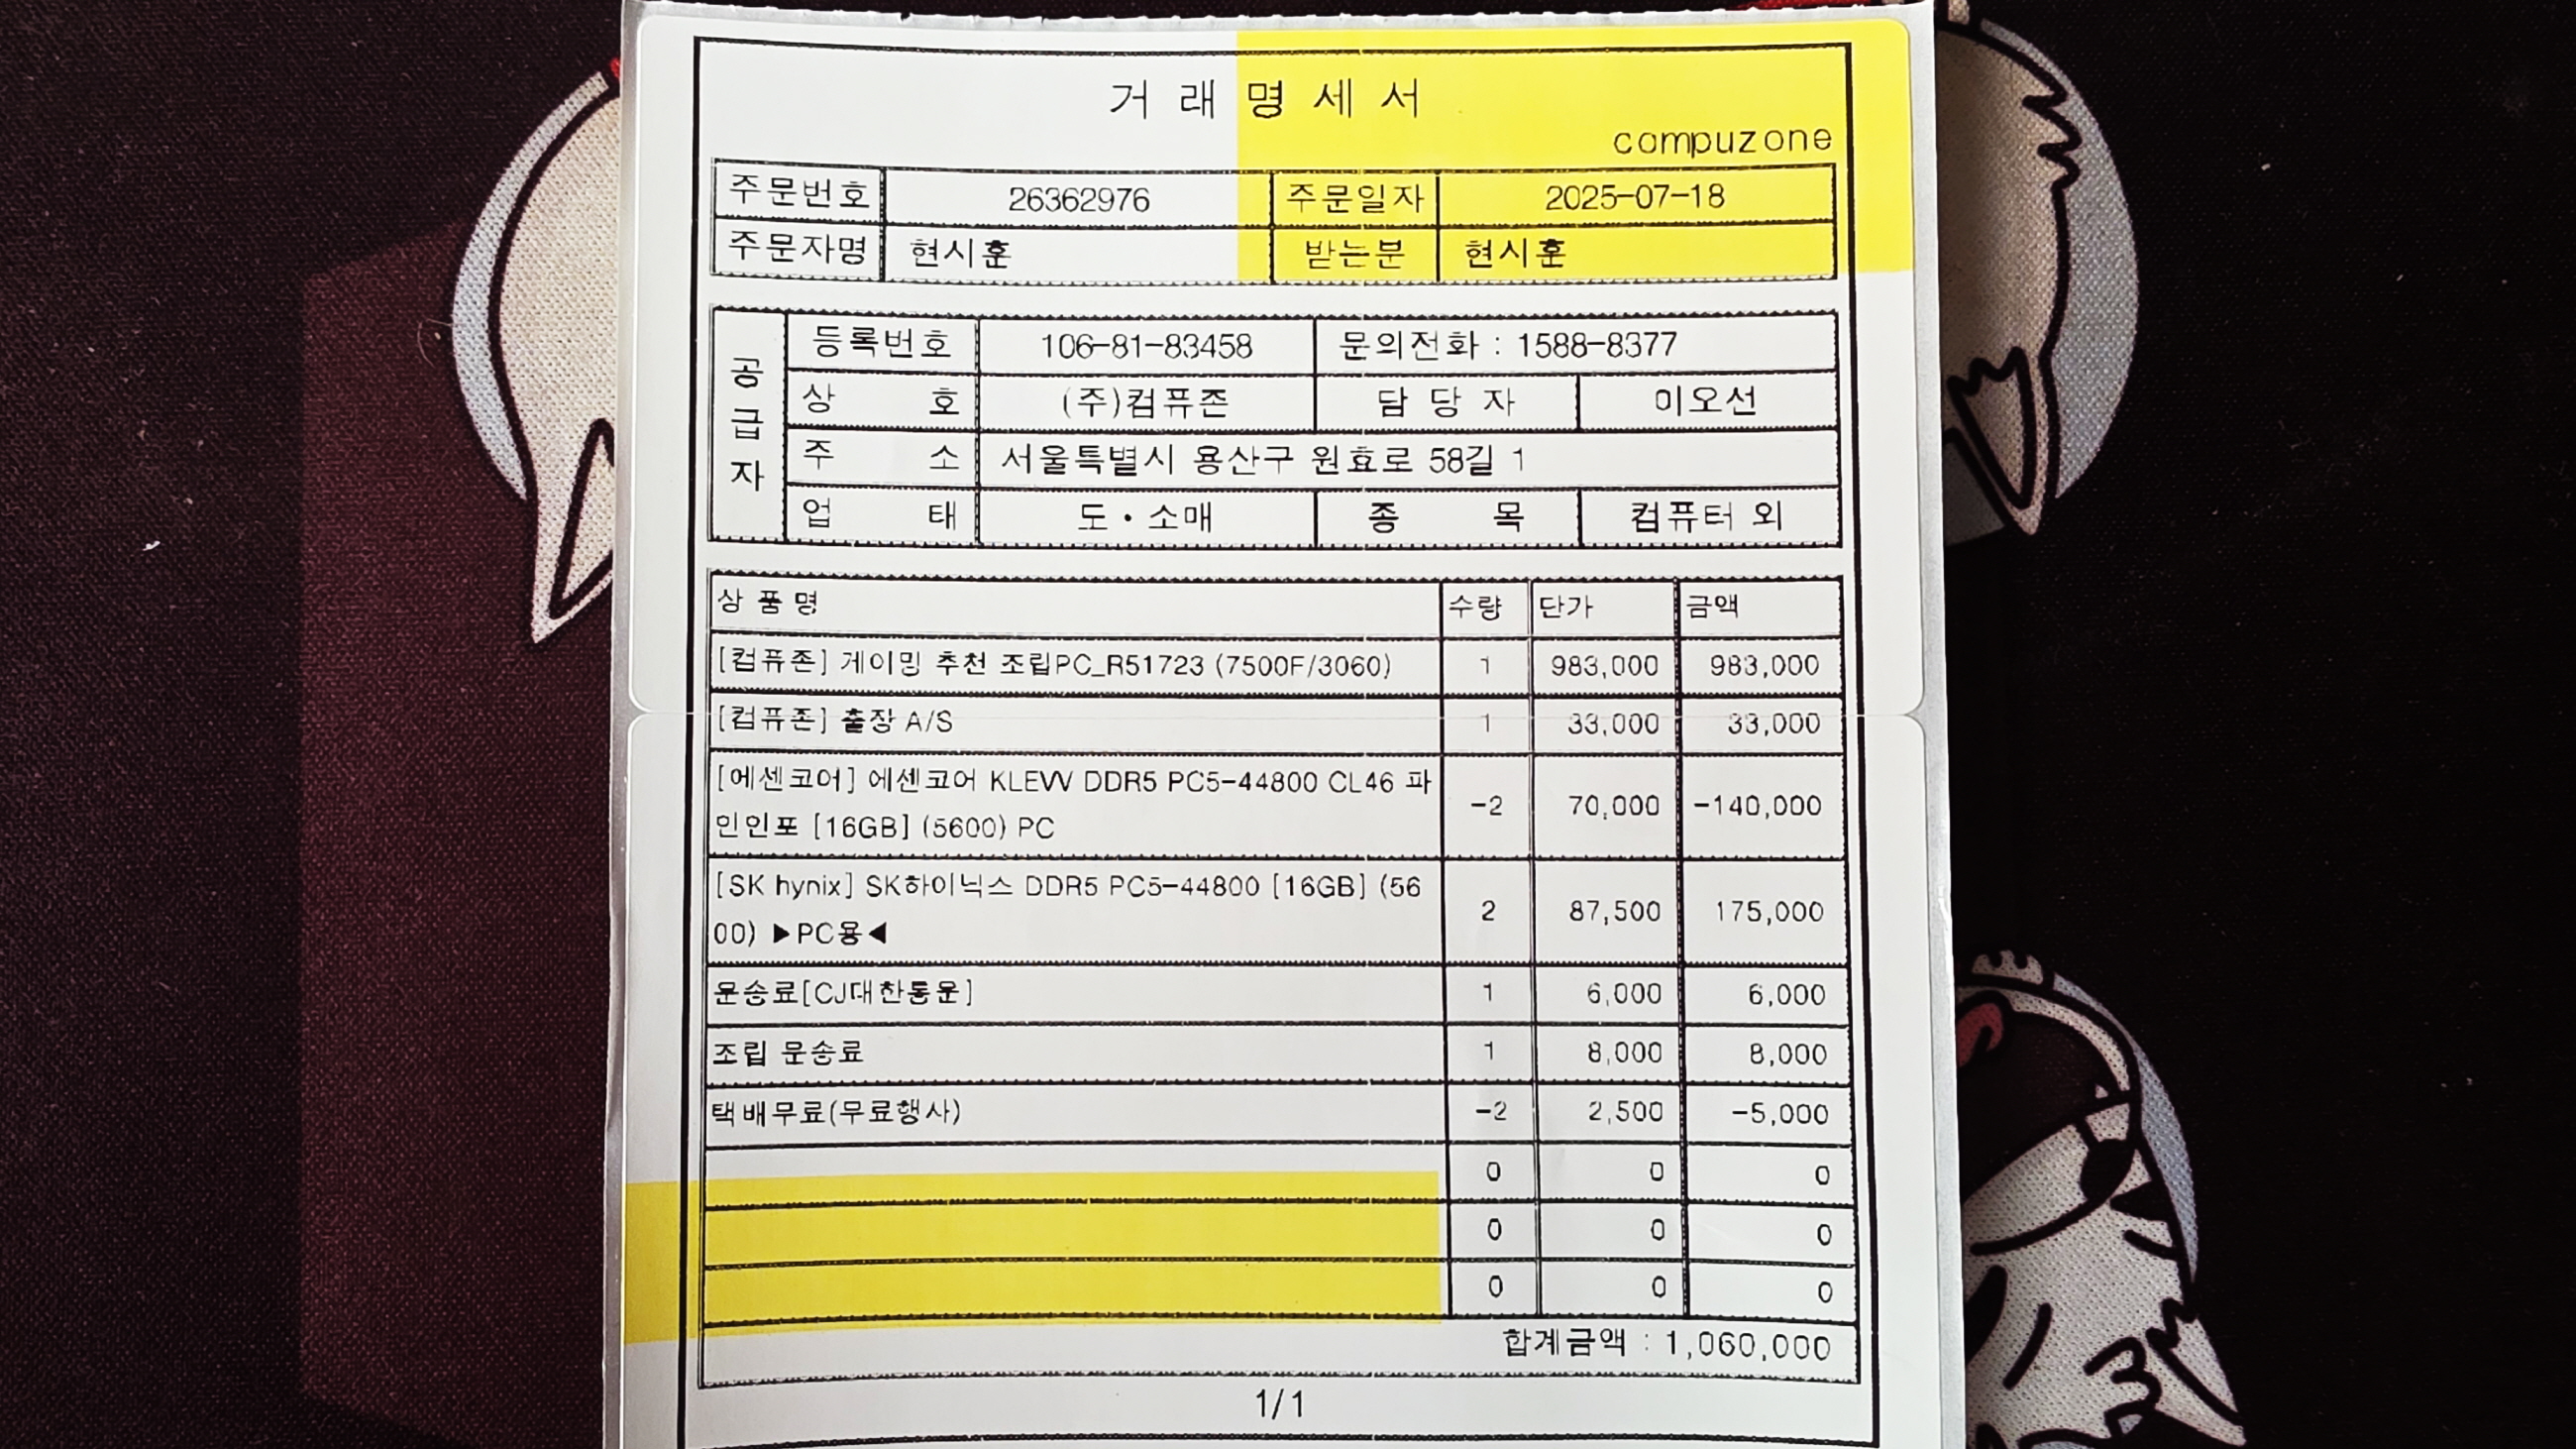 거 래 명 세 서
compuzone
주문번호 26362976 주문일자 2025-07-18
주문자명 현시훈 받는분 현시훈
공급자
등록번호 106-81-83458 문의전화 : 1588-8377
상 호 (주)컴퓨존 담 당 자 이오선
주 소 서울특별시 용산구 원효로 58길 1
업 태 도·소매 종 목 컴퓨터 외
상 품 명 수량 단가 금액
[컴퓨존] 게이밍 추천 조립PC_R51723 (7500F/3060) 1 983,000 983,000
[컴퓨존] 출장 A/S 1 33,000 33,000
[에센코어] 에센코어 KLEVV DDR5 PC5-44800 CL46 파
인인포 [16GB] (5600) PC -2 70,000 -140,000
[SK hynix] SK하이닉스 DDR5 PC5-44800 [16GB] (56
00) ▶PC용◀ 2 87,500 175,000
운송료[CJ대한통운] 1 6,000 6,000
조립 운송료 1 8,000 8,000
택배무료(무료행사) -2 2,500 -5,000
0 0 0
0 0 0
0 0 0
합계금액 : 1,060,000
1/1